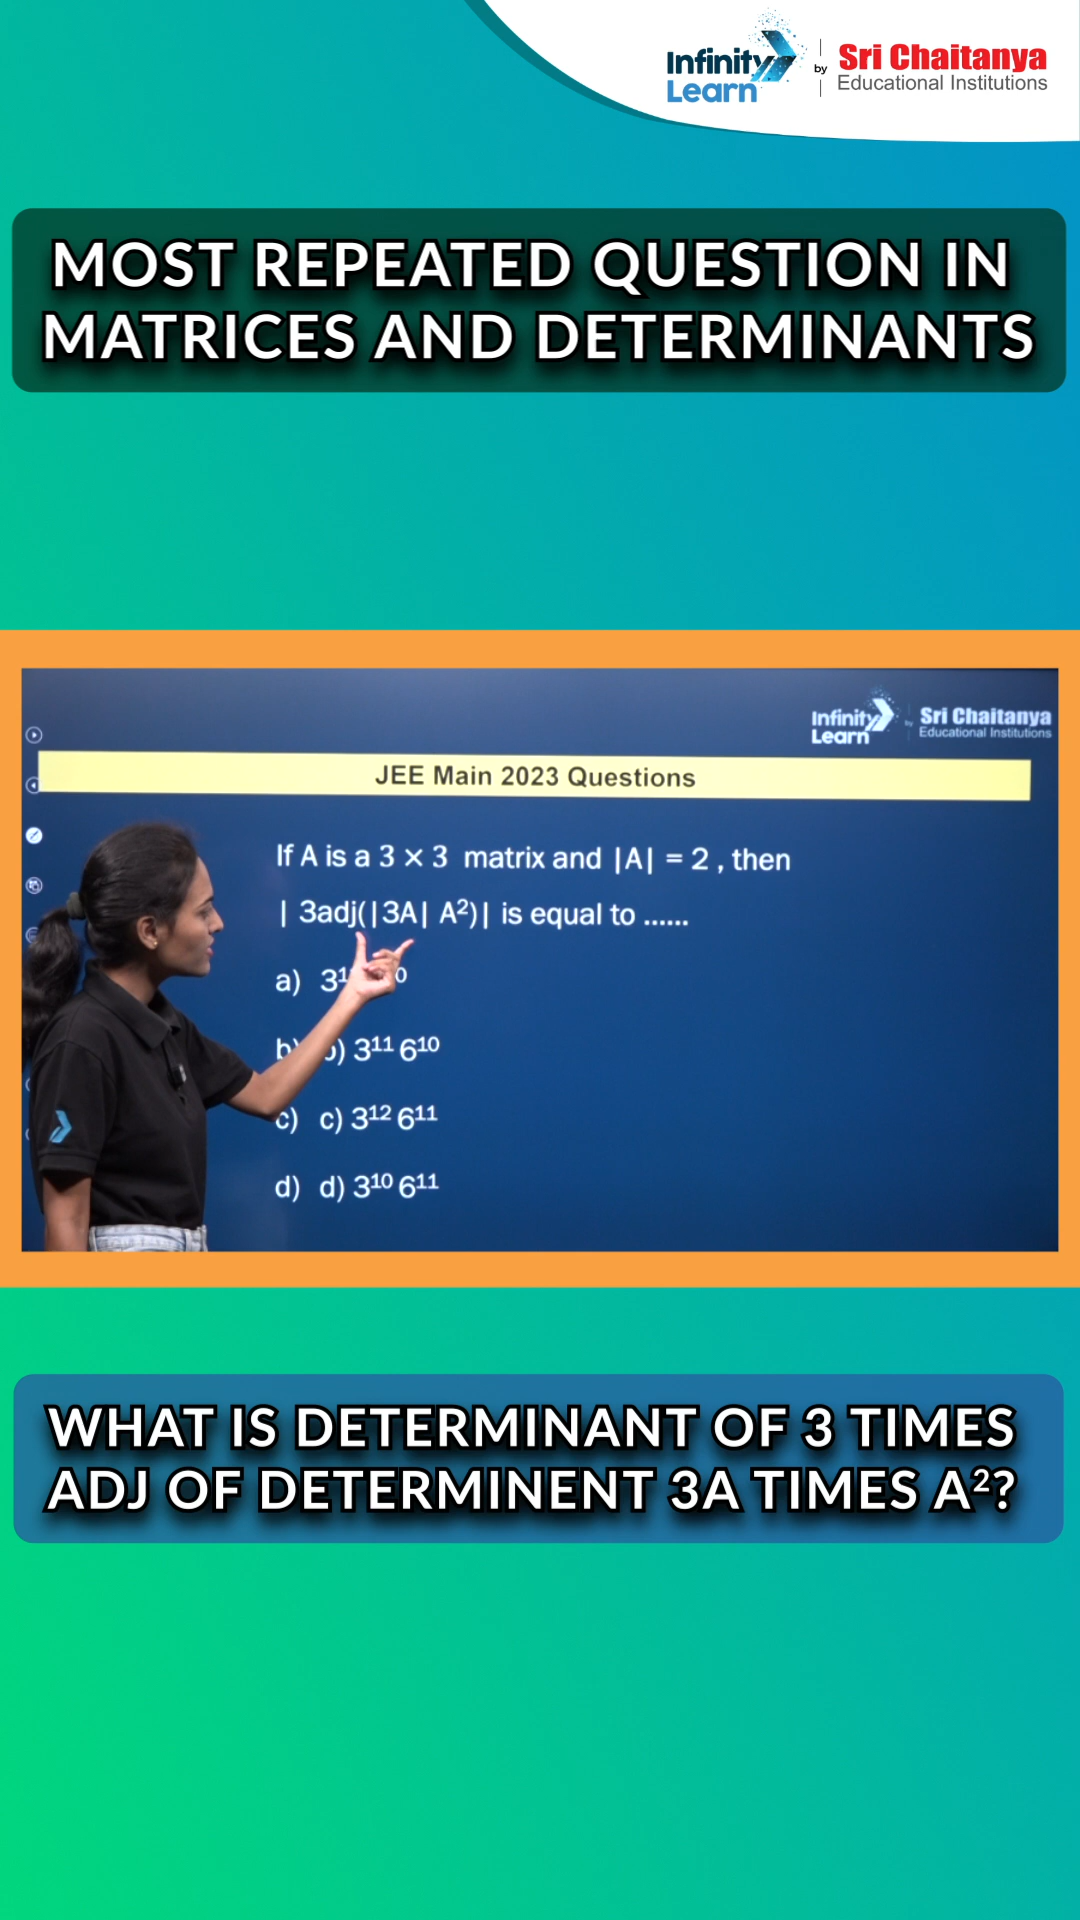 Infinity Learn by Sri Chaitanya Educational Institutions
MOST REPEATED QUESTION IN
MATRICES AND DETERMINANTS
Infinity Learn by Sri Chaitanya Educational Institutions
JEE Main 2023 Questions
If A is a 3 × 3 matrix and |A| = 2 , then
| 3adj(|3A| A²)| is equal to ......
a)
b) 3¹¹ 6¹⁰
c) c) 3¹² 6¹¹
d) d) 3¹⁰ 6¹¹
WHAT IS DETERMINANT OF 3 TIMES
ADJ OF DETERMINENT 3A TIMES A²?